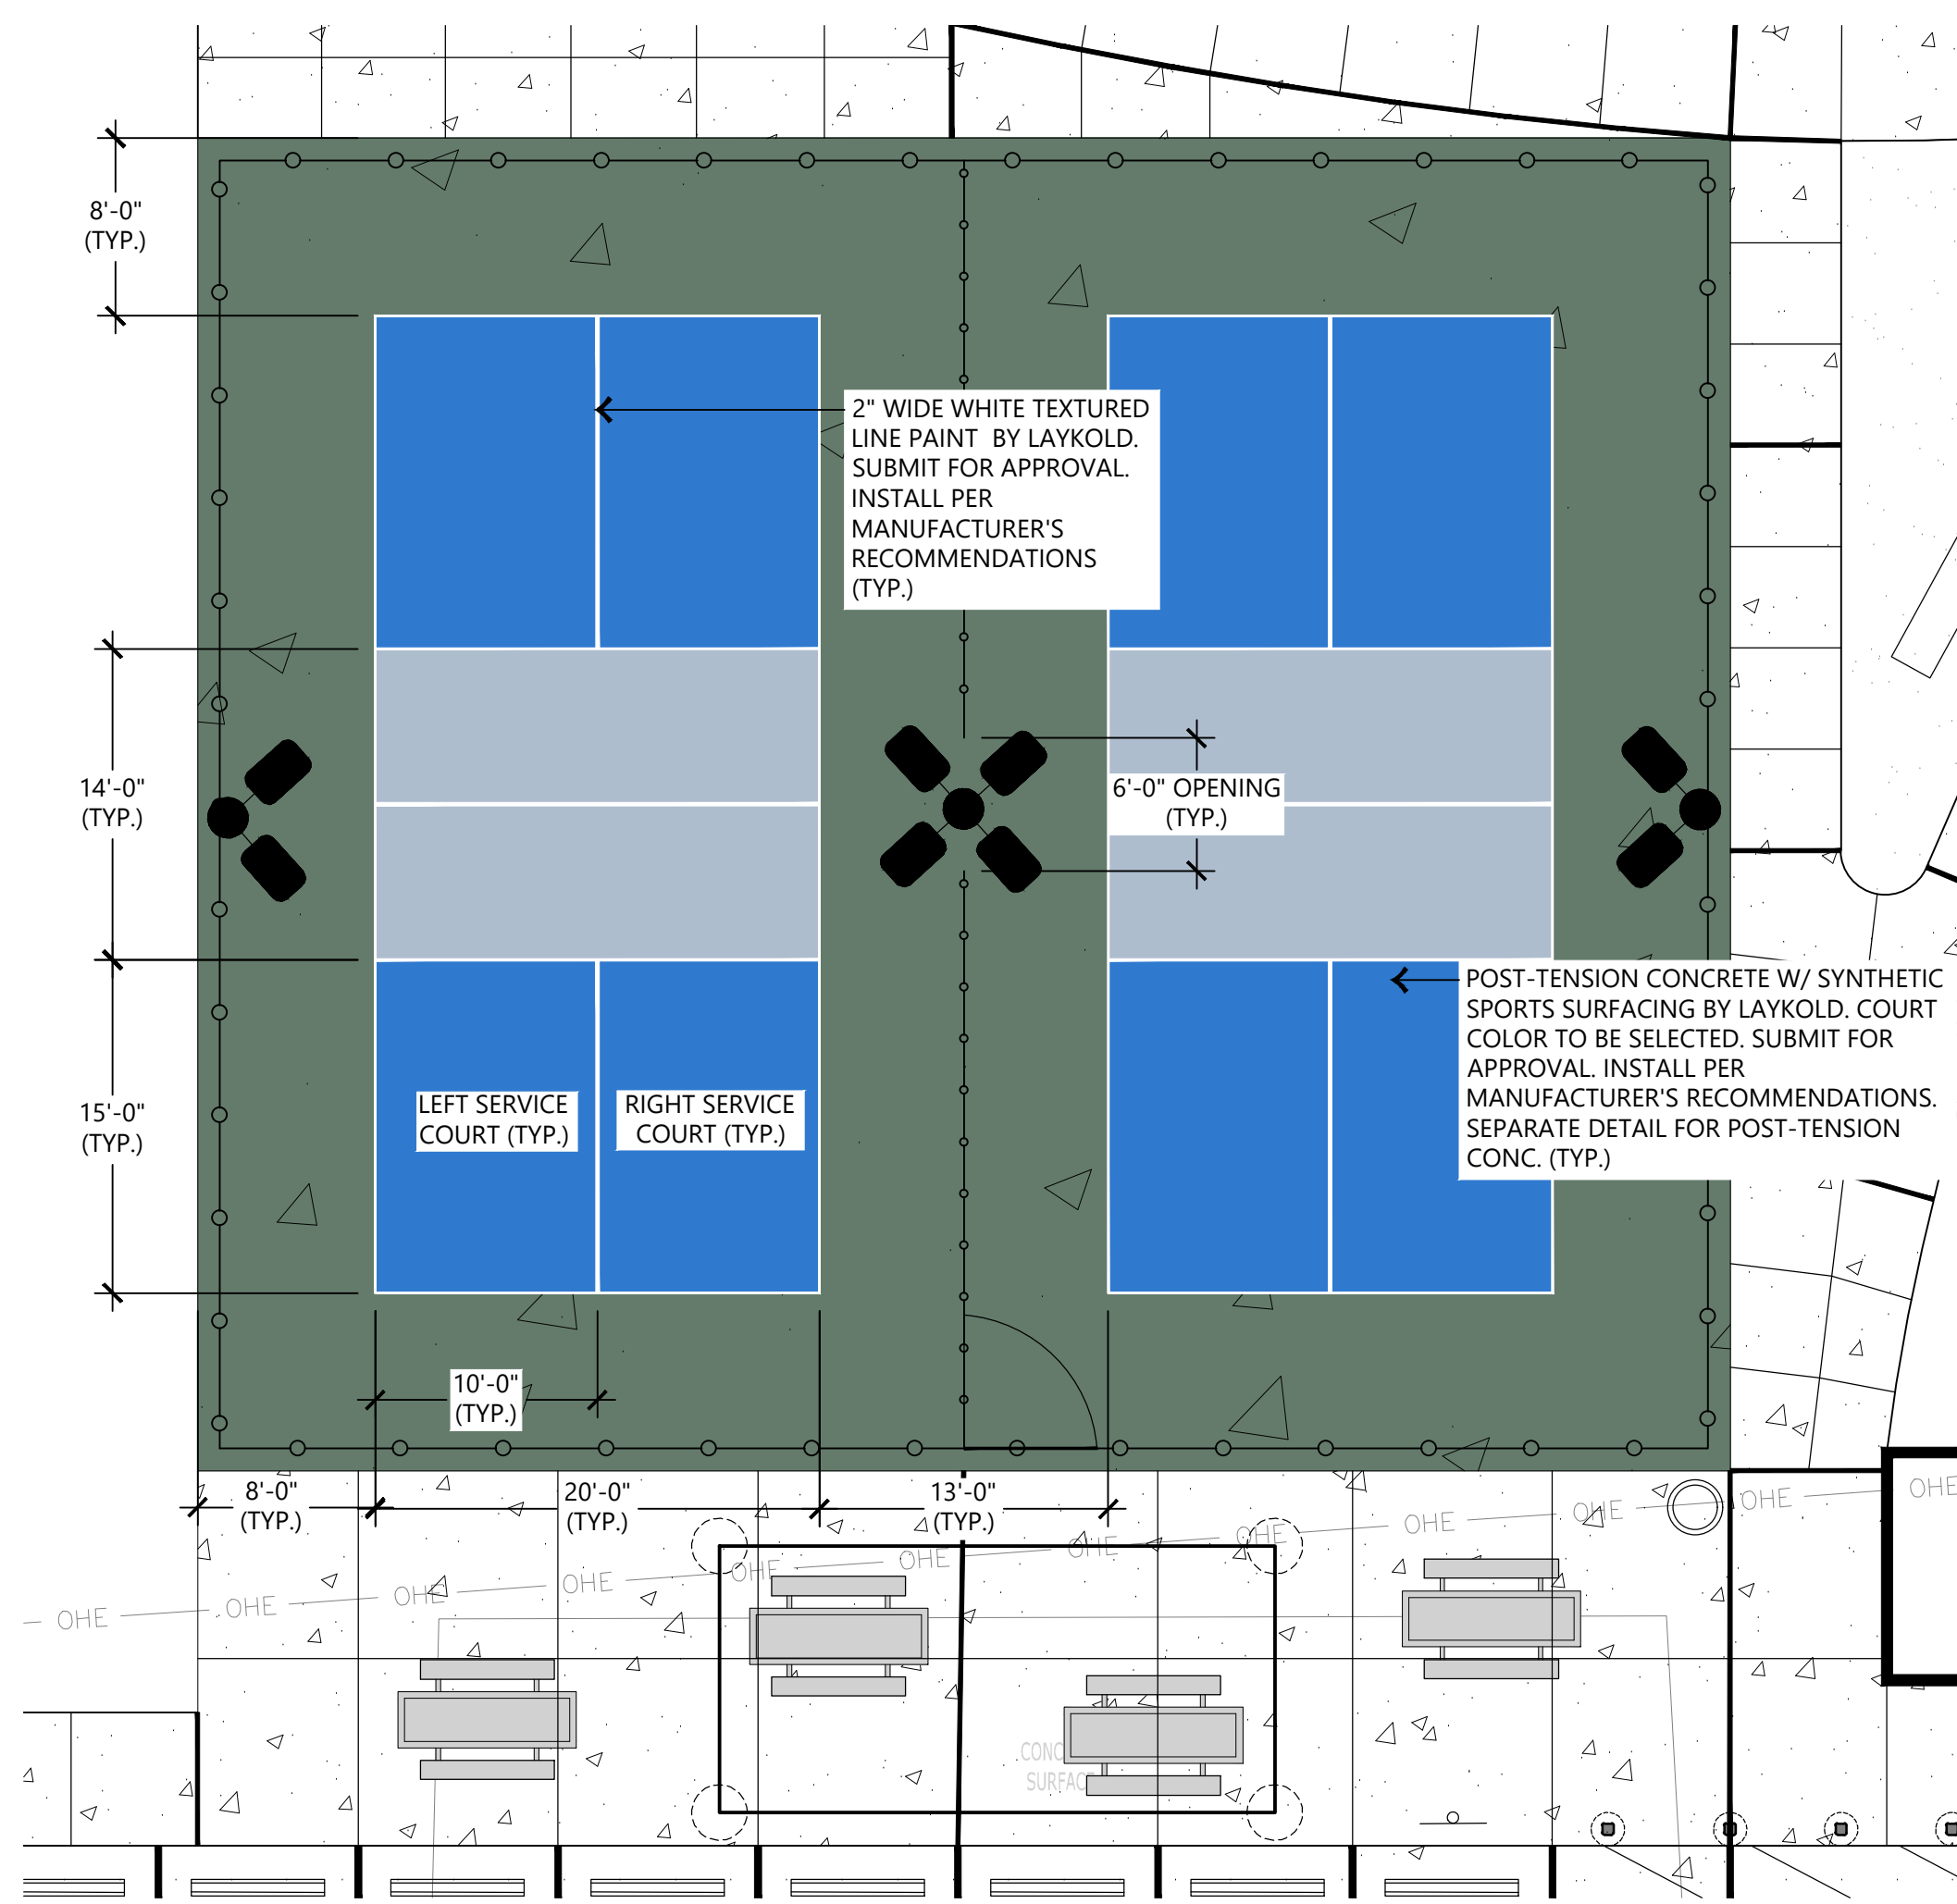 8'-0"
(TYP.)
2" WIDE WHITE TEXTURED
LINE PAINT BY LAYKOLD.
SUBMIT FOR APPROVAL.
INSTALL PER
MANUFACTURER'S
RECOMMENDATIONS
(TYP.)
14'-0"
(TYP.)
6'-0" OPENING
(TYP.)
POST-TENSION CONCRETE W/ SYNTHETIC
SPORTS SURFACING BY LAYKOLD. COURT
COLOR TO BE SELECTED. SUBMIT FOR
APPROVAL. INSTALL PER
MANUFACTURER'S RECOMMENDATIONS.
SEPARATE DETAIL FOR POST-TENSION
CONC. (TYP.)
15'-0"
(TYP.)
LEFT SERVICE
COURT (TYP.)
RIGHT SERVICE
COURT (TYP.)
10'-0"
(TYP.)
8'-0"
(TYP.)
20'-0"
(TYP.)
13'-0"
(TYP.)
OHE OHE OHE OHE OHE OHE OHE OHE OHE OHE OHE
CONC
SURFACE